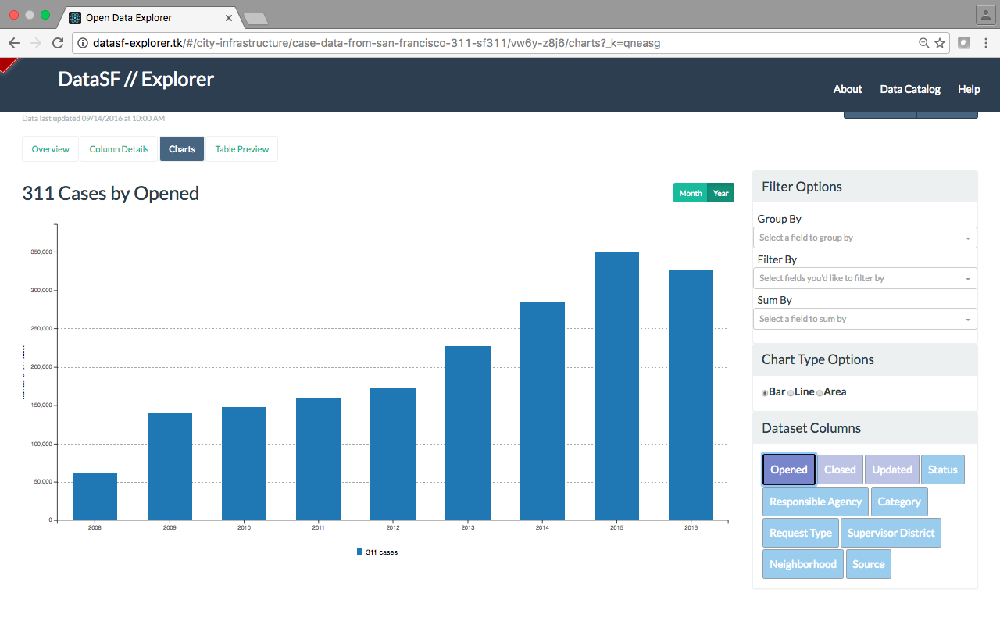 Open Data Explorer
datasf-explorer.tk/#/city-infrastructure/case-data-from-san-francisco-311-sf311/vw6y-z8j6/charts?_k=qneasg
DataSF // Explorer
About Data Catalog Help
Data last updated 09/14/2016 at 10:00 AM
Overview Column Details Charts Table Preview
311 Cases by Opened
Month Year
350,000
300,000
250,000
200,000
150,000
100,000
50,000
0
2008 2009 2010 2011 2012 2013 2014 2015 2016
311 cases
Filter Options
Group By
Select a field to group by
Filter By
Select fields you'd like to filter by
Sum By
Select a field to sum by
Chart Type Options
Bar Line Area
Dataset Columns
Opened Closed Updated Status
Responsible Agency Category
Request Type Supervisor District
Neighborhood Source